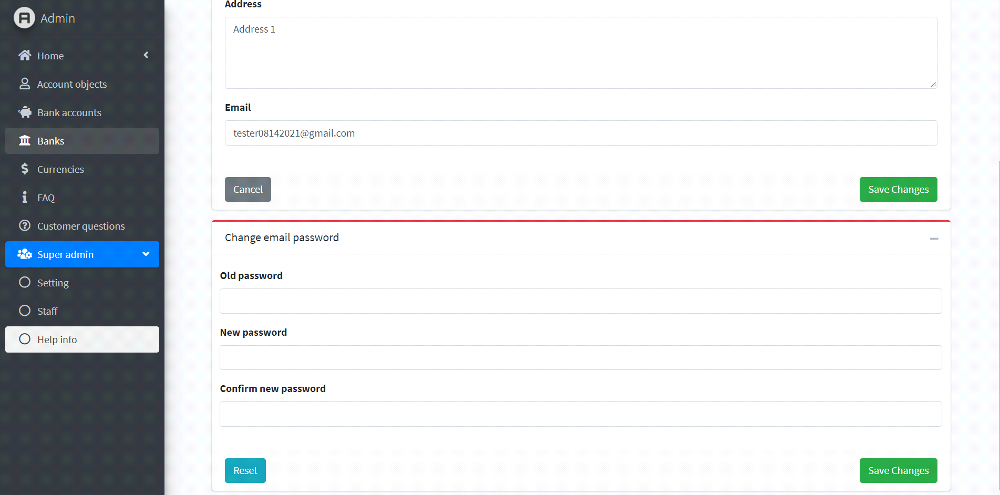 Admin
Home
Account objects
Bank accounts
Banks
Currencies
FAQ
Customer questions
Super admin
Setting
Staff
Help info
Address
Address 1
Email
tester08142021@gmail.com
Cancel
Save Changes
Change email password
Old password
New password
Confirm new password
Reset
Save Changes